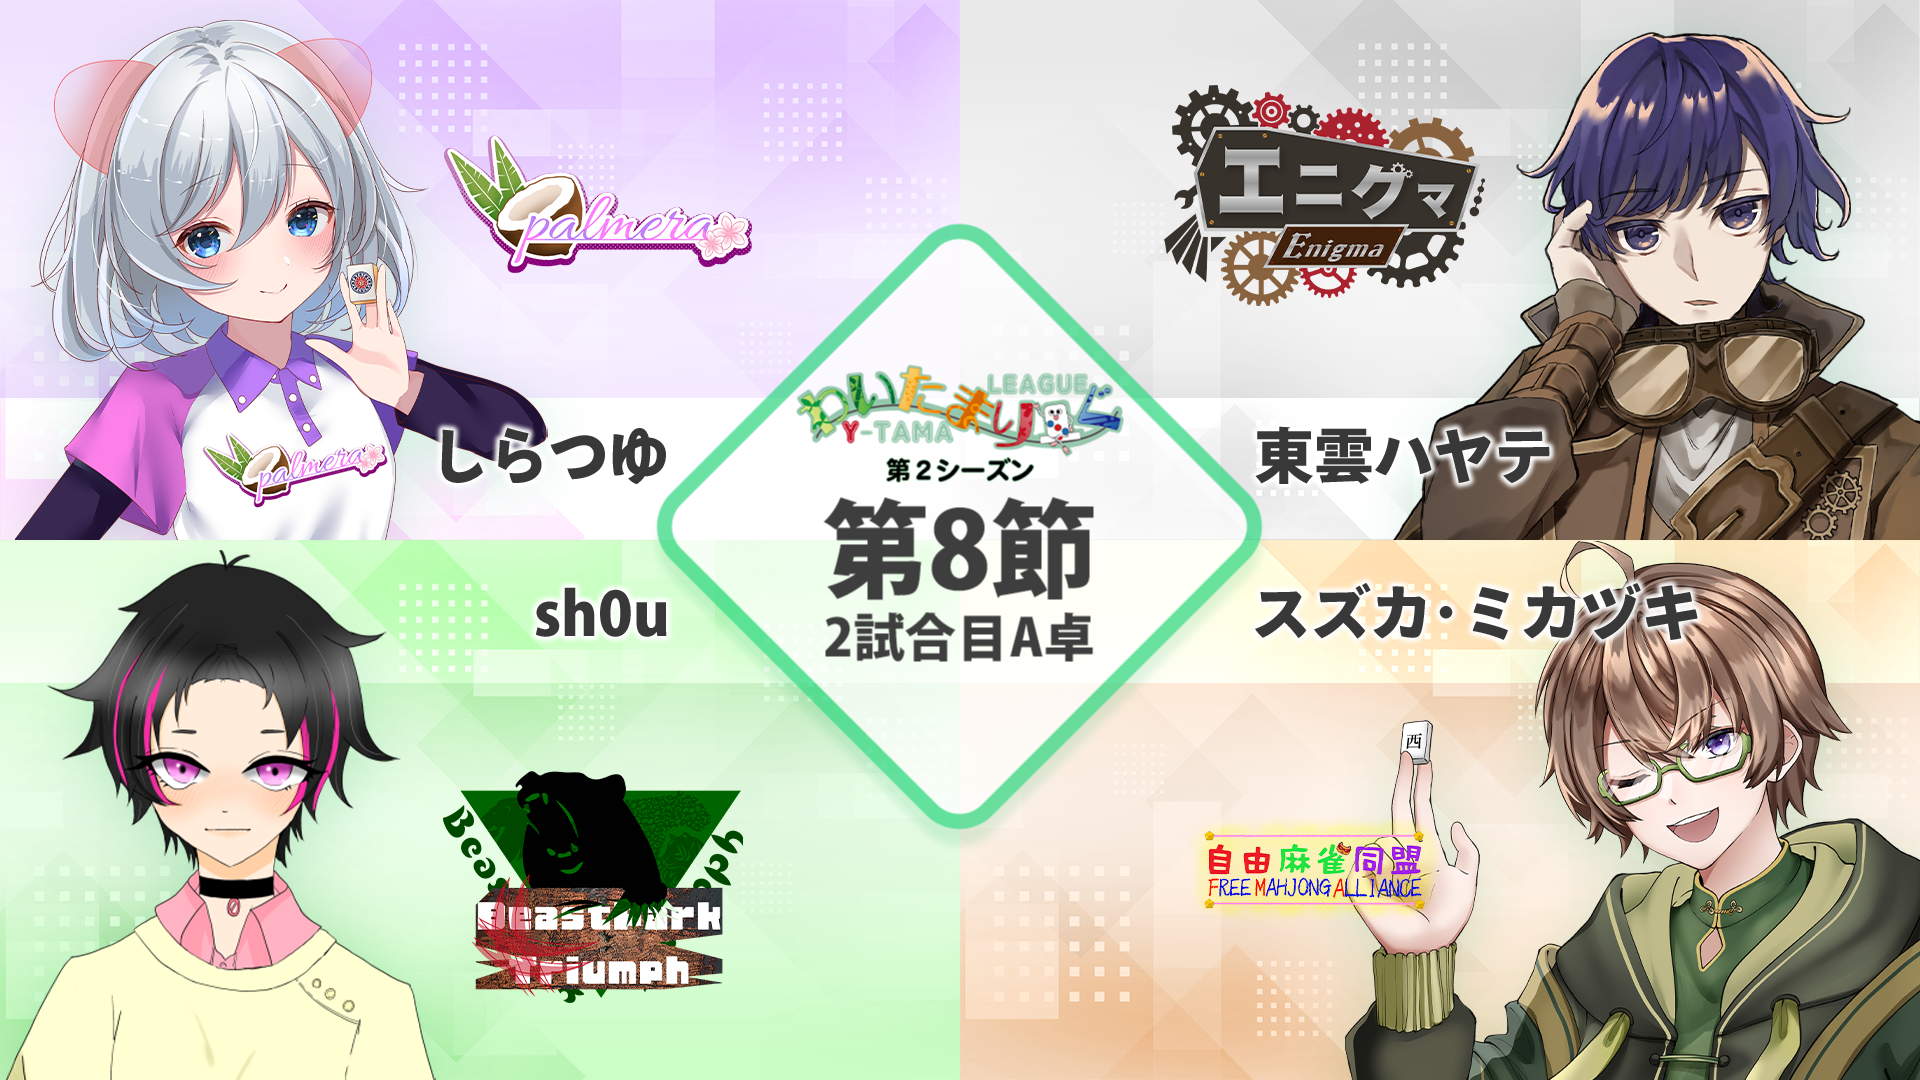 palmera
エニグマ
Enigma
palmera
しらつゆ
わいたまりーぐ
LEAGUE
Y-TAMA
第2シーズン
第8節
2試合目A卓
東雲ハヤテ
sh0u
スズカ・ミカヅキ
西
Beastdark
Triumph
自由麻雀同盟
FREE MAHJONG ALLIANCE